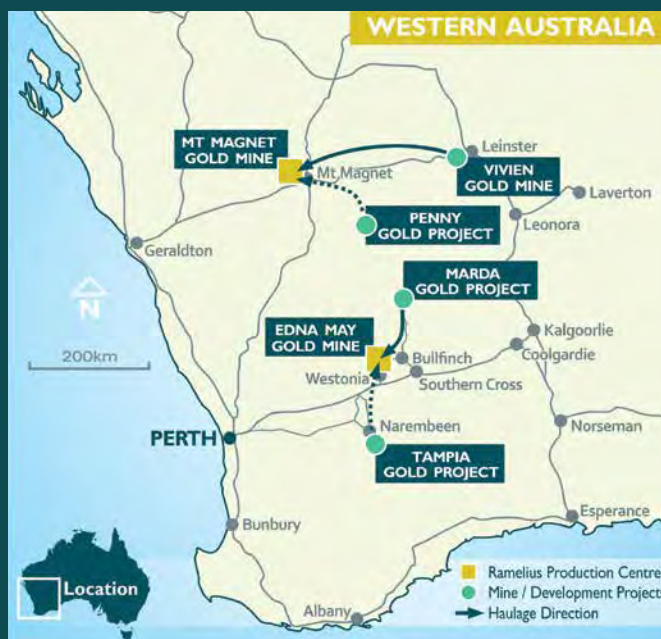 WESTERN AUSTRALIA
MT MAGNET
GOLD MINE
Mt Magnet
Leinster
VIVIEN
GOLD MINE
Laverton
PENNY
GOLD PROJECT
Leonora
Geraldton
MARDA
GOLD PROJECT
N
EDNA MAY
GOLD MINE
200km
Kalgoorlie
Coolgardie
Bullfinch
Westonia
Southern Cross
PERTH
Narembeen
Norseman
TAMPIA
GOLD PROJECT
Bunbury
Esperance
Location
Albany
Ramelius Production Centre
Mine / Development Projects
Haulage Direction